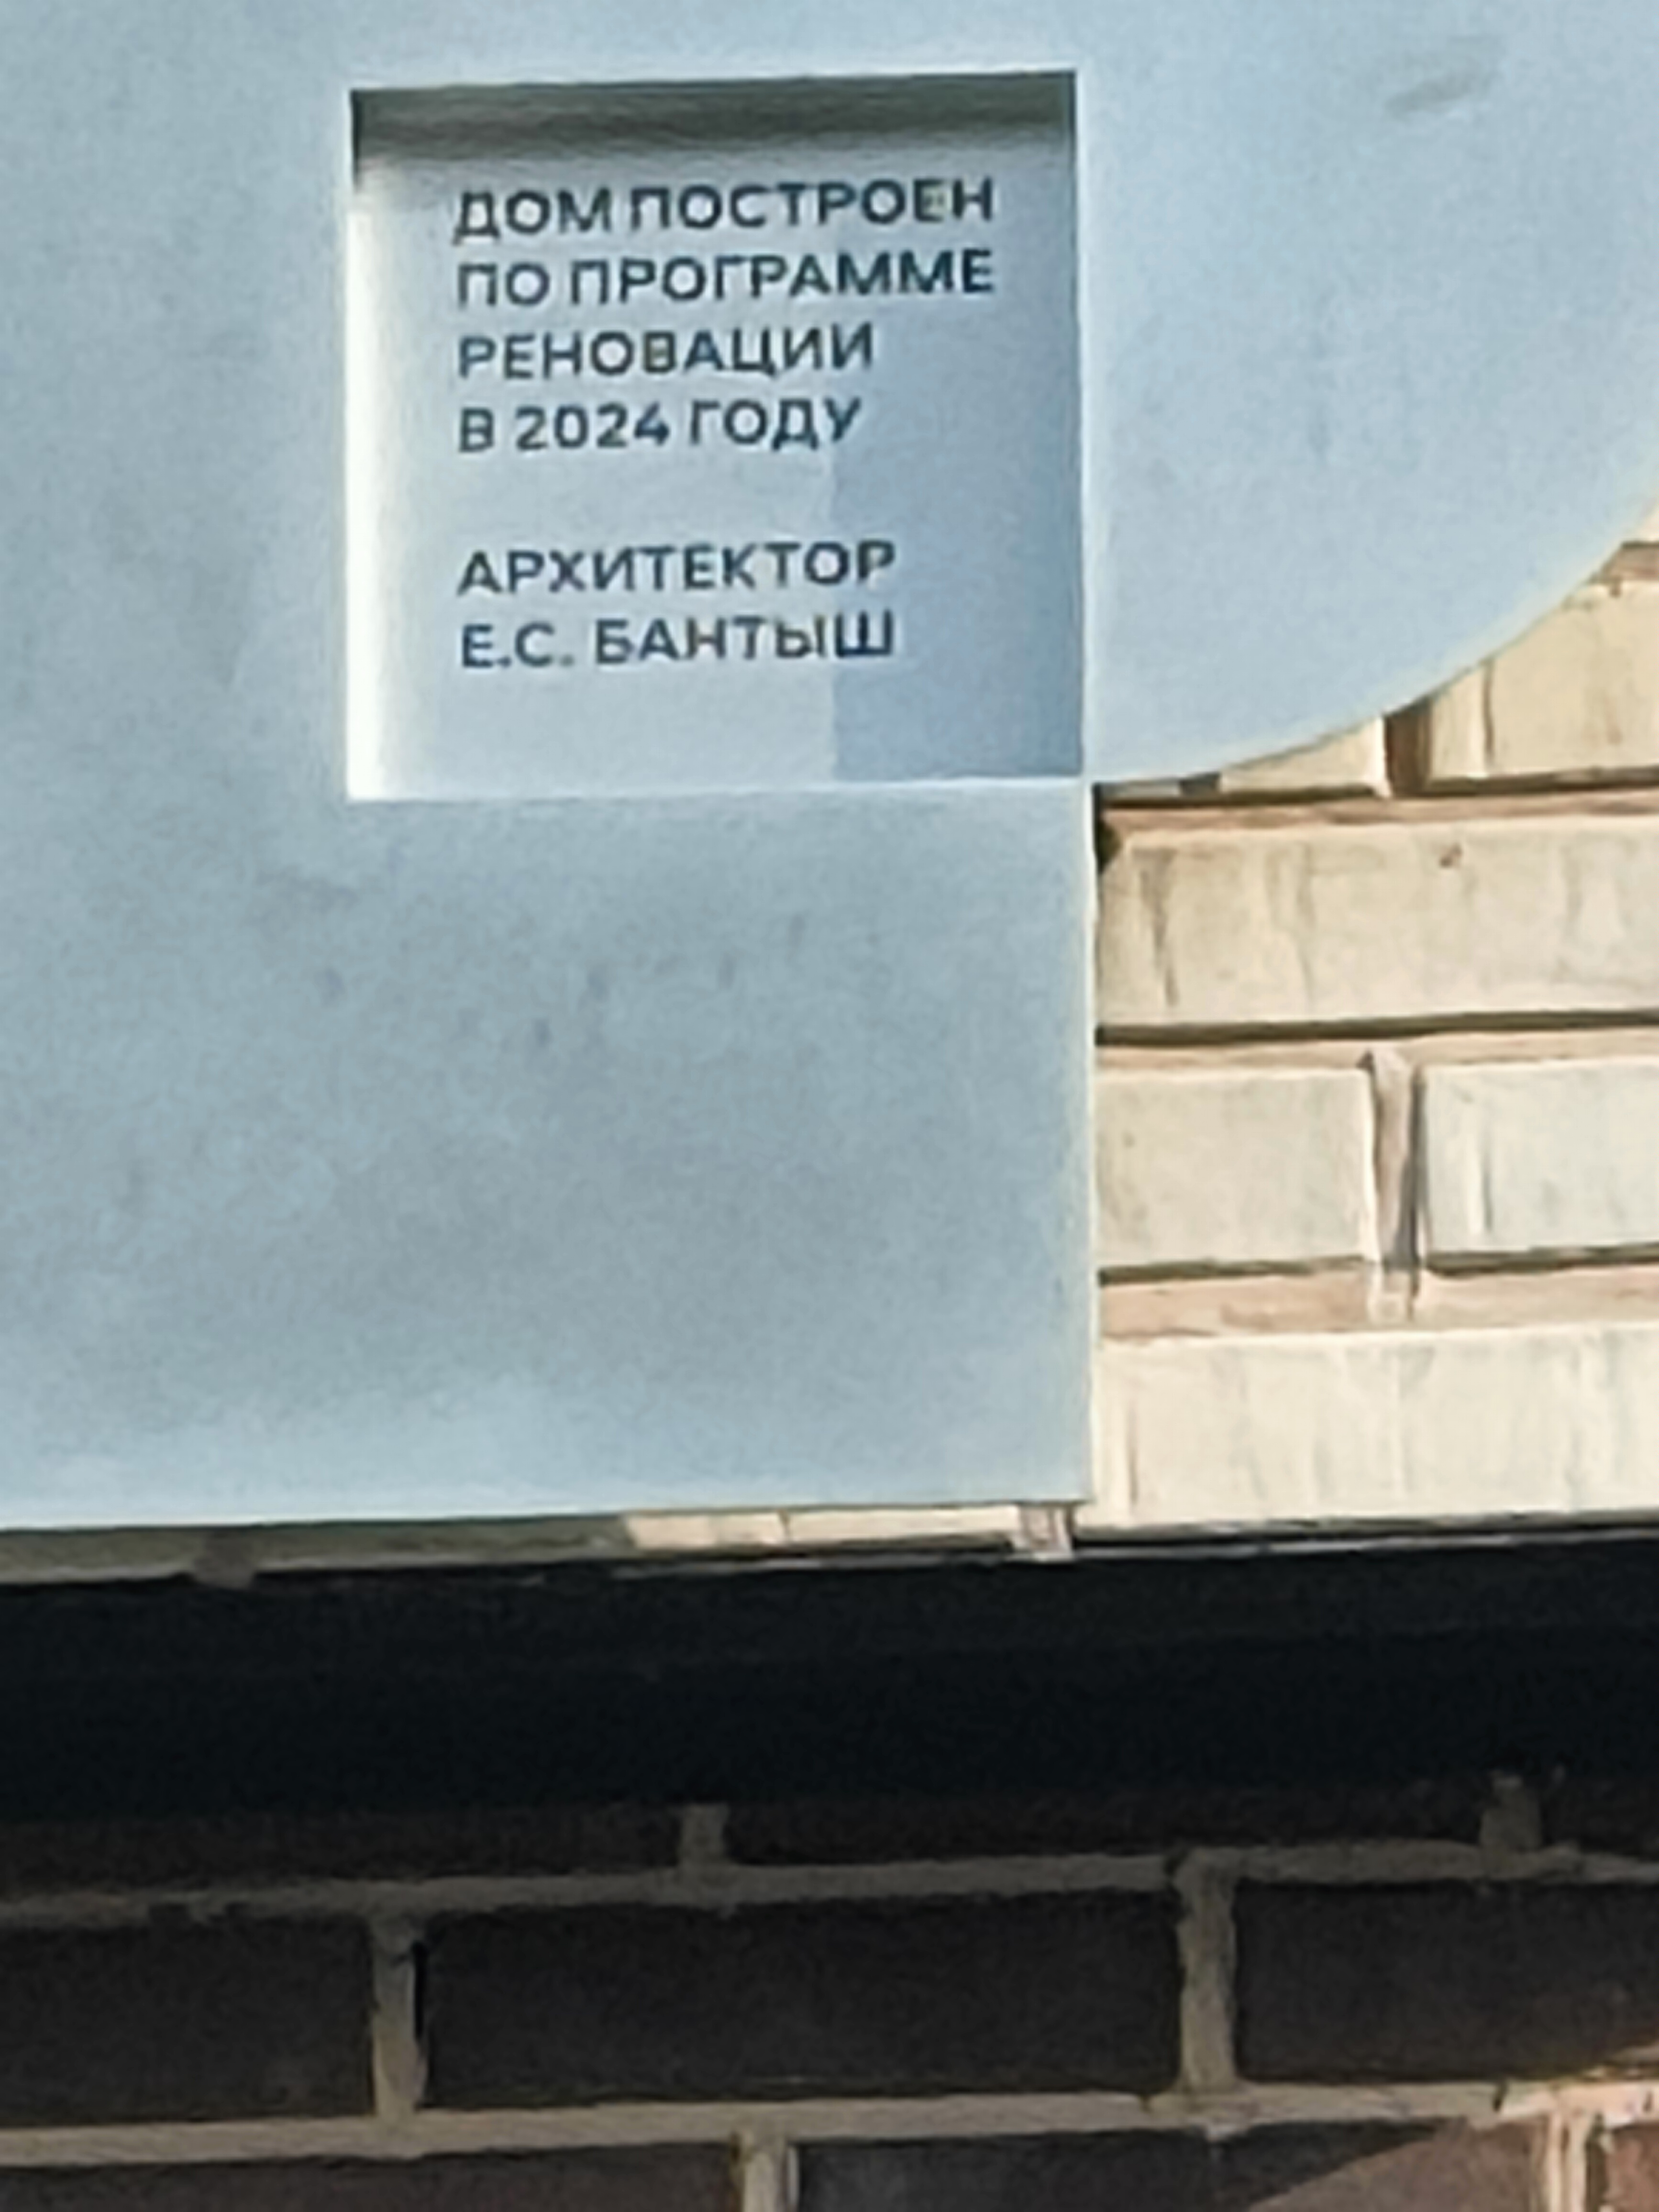 ДОМ ПОСТРОЕН
ПО ПРОГРАММЕ
РЕНОВАЦИИ
В 2024 ГОДУ
АРХИТЕКТОР
Е.С. БАНТЫШ